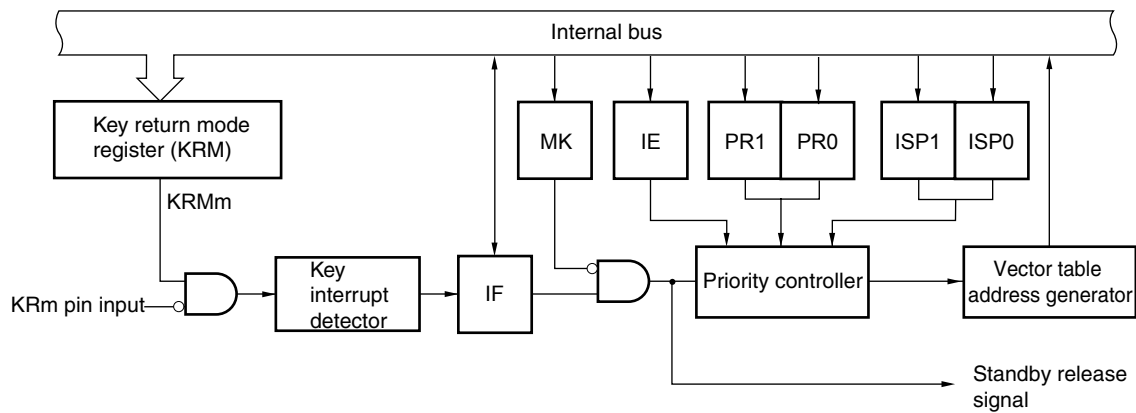 Internal bus
Key return mode
register (KRM)
MK
IE
PR1
PR0
ISP1
ISP0
KRMm
Key
interrupt
detector
IF
Priority controller
Vector table
address generator
KRm pin input
Standby release
signal